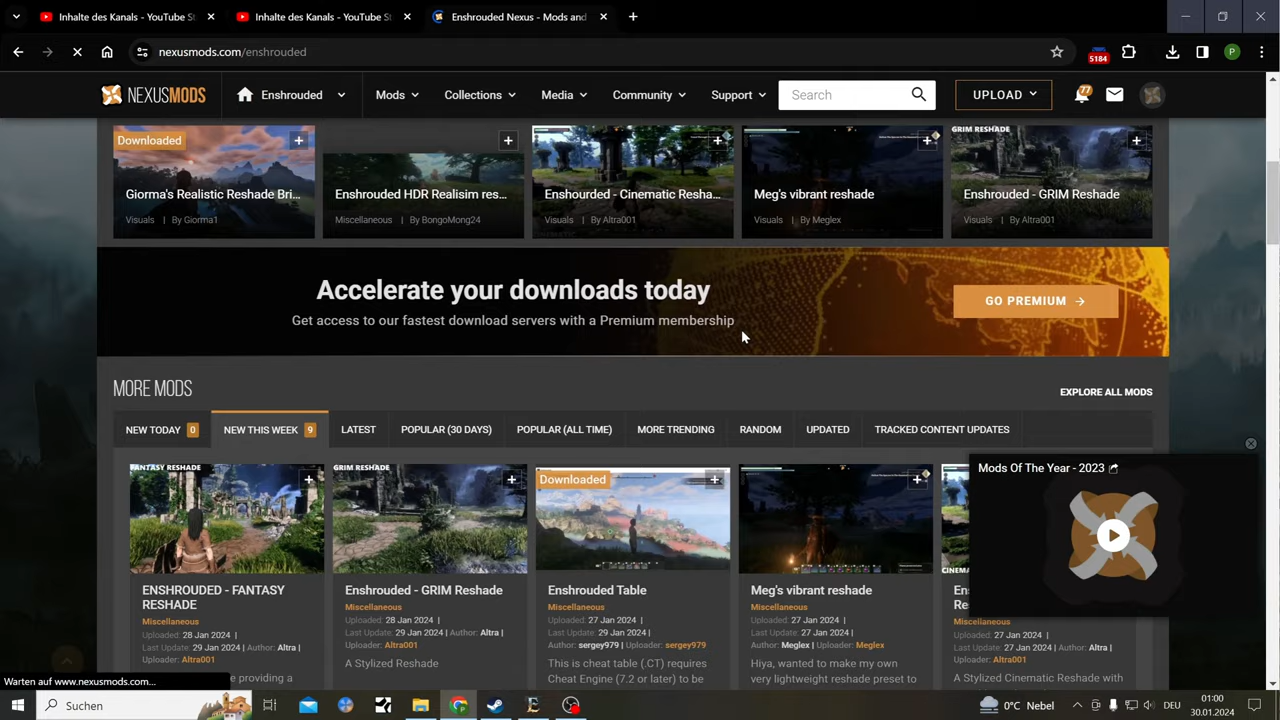 Inhalte des Kanals - YouTube St
Inhalte des Kanals - YouTube St
Enshrouded Nexus - Mods and
nexusmods.com/enshrouded
5184
P
NEXUSMODS
Enshrouded
Mods
Collections
Media
Community
Support
Search
UPLOAD
77
Downloaded
GRIM RESHADE
Giorma's Realistic Reshade Bri...
Enshrouded HDR Realisim res...
Enshourded - Cinematic Resha...
Meg's vibrant reshade
Enshrouded - GRIM Reshade
Visuals | By Giorma1
Miscellaneous | By BongoMong24
Visuals | By Altra001
Visuals | By Meglex
Visuals | By Altra001
Accelerate your downloads today
Get access to our fastest download servers with a Premium membership
GO PREMIUM
MORE MODS
EXPLORE ALL MODS
NEW TODAY 0
NEW THIS WEEK 9
LATEST
POPULAR (30 DAYS)
POPULAR (ALL TIME)
MORE TRENDING
RANDOM
UPDATED
TRACKED CONTENT UPDATES
FANTASY RESHADE
GRIM RESHADE
Downloaded
Mods Of The Year - 2023
ENSHROUDED - FANTASY
RESHADE
Miscellaneous
Uploaded: 28 Jan 2024 |
Last Update: 29 Jan 2024 | Author: Altra |
Uploader: Altra001
e providing a
Enshrouded - GRIM Reshade
Miscellaneous
Uploaded: 28 Jan 2024 |
Last Update: 29 Jan 2024 | Author: Altra |
Uploader: Altra001
A Stylized Reshade
Enshrouded Table
Miscellaneous
Uploaded: 27 Jan 2024 |
Last Update: 29 Jan 2024 |
Author: sergey979 | Uploader: sergey979
This is cheat table (.CT) requires
Cheat Engine (7.2 or later) to be
Meg's vibrant reshade
Miscellaneous
Uploaded: 27 Jan 2024 |
Last Update: 27 Jan 2024 |
Author: Meglex | Uploader: Meglex
Hiya, wanted to make my own
very lightweight reshade preset to
Miscellaneous
Uploaded: 27 Jan 2024 |
Last Update: 27 Jan 2024 | Author: Altra |
Uploader: Altra001
A Stylized Cinematic Reshade with
Warten auf www.nexusmods.com...
Suchen
0°C Nebel
DEU
01:00
30.01.2024